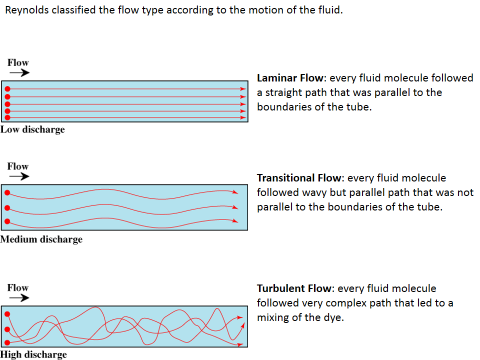 Reynolds classified the flow type according to the motion of the fluid.
Flow
Laminar Flow: every fluid molecule followed
a straight path that was parallel to the
boundaries of the tube.
Low discharge
Flow
Transitional Flow: every fluid molecule
followed wavy but parallel path that was not
parallel to the boundaries of the tube.
Medium discharge
Flow
Turbulent Flow: every fluid molecule
followed very complex path that led to a
mixing of the dye.
High discharge